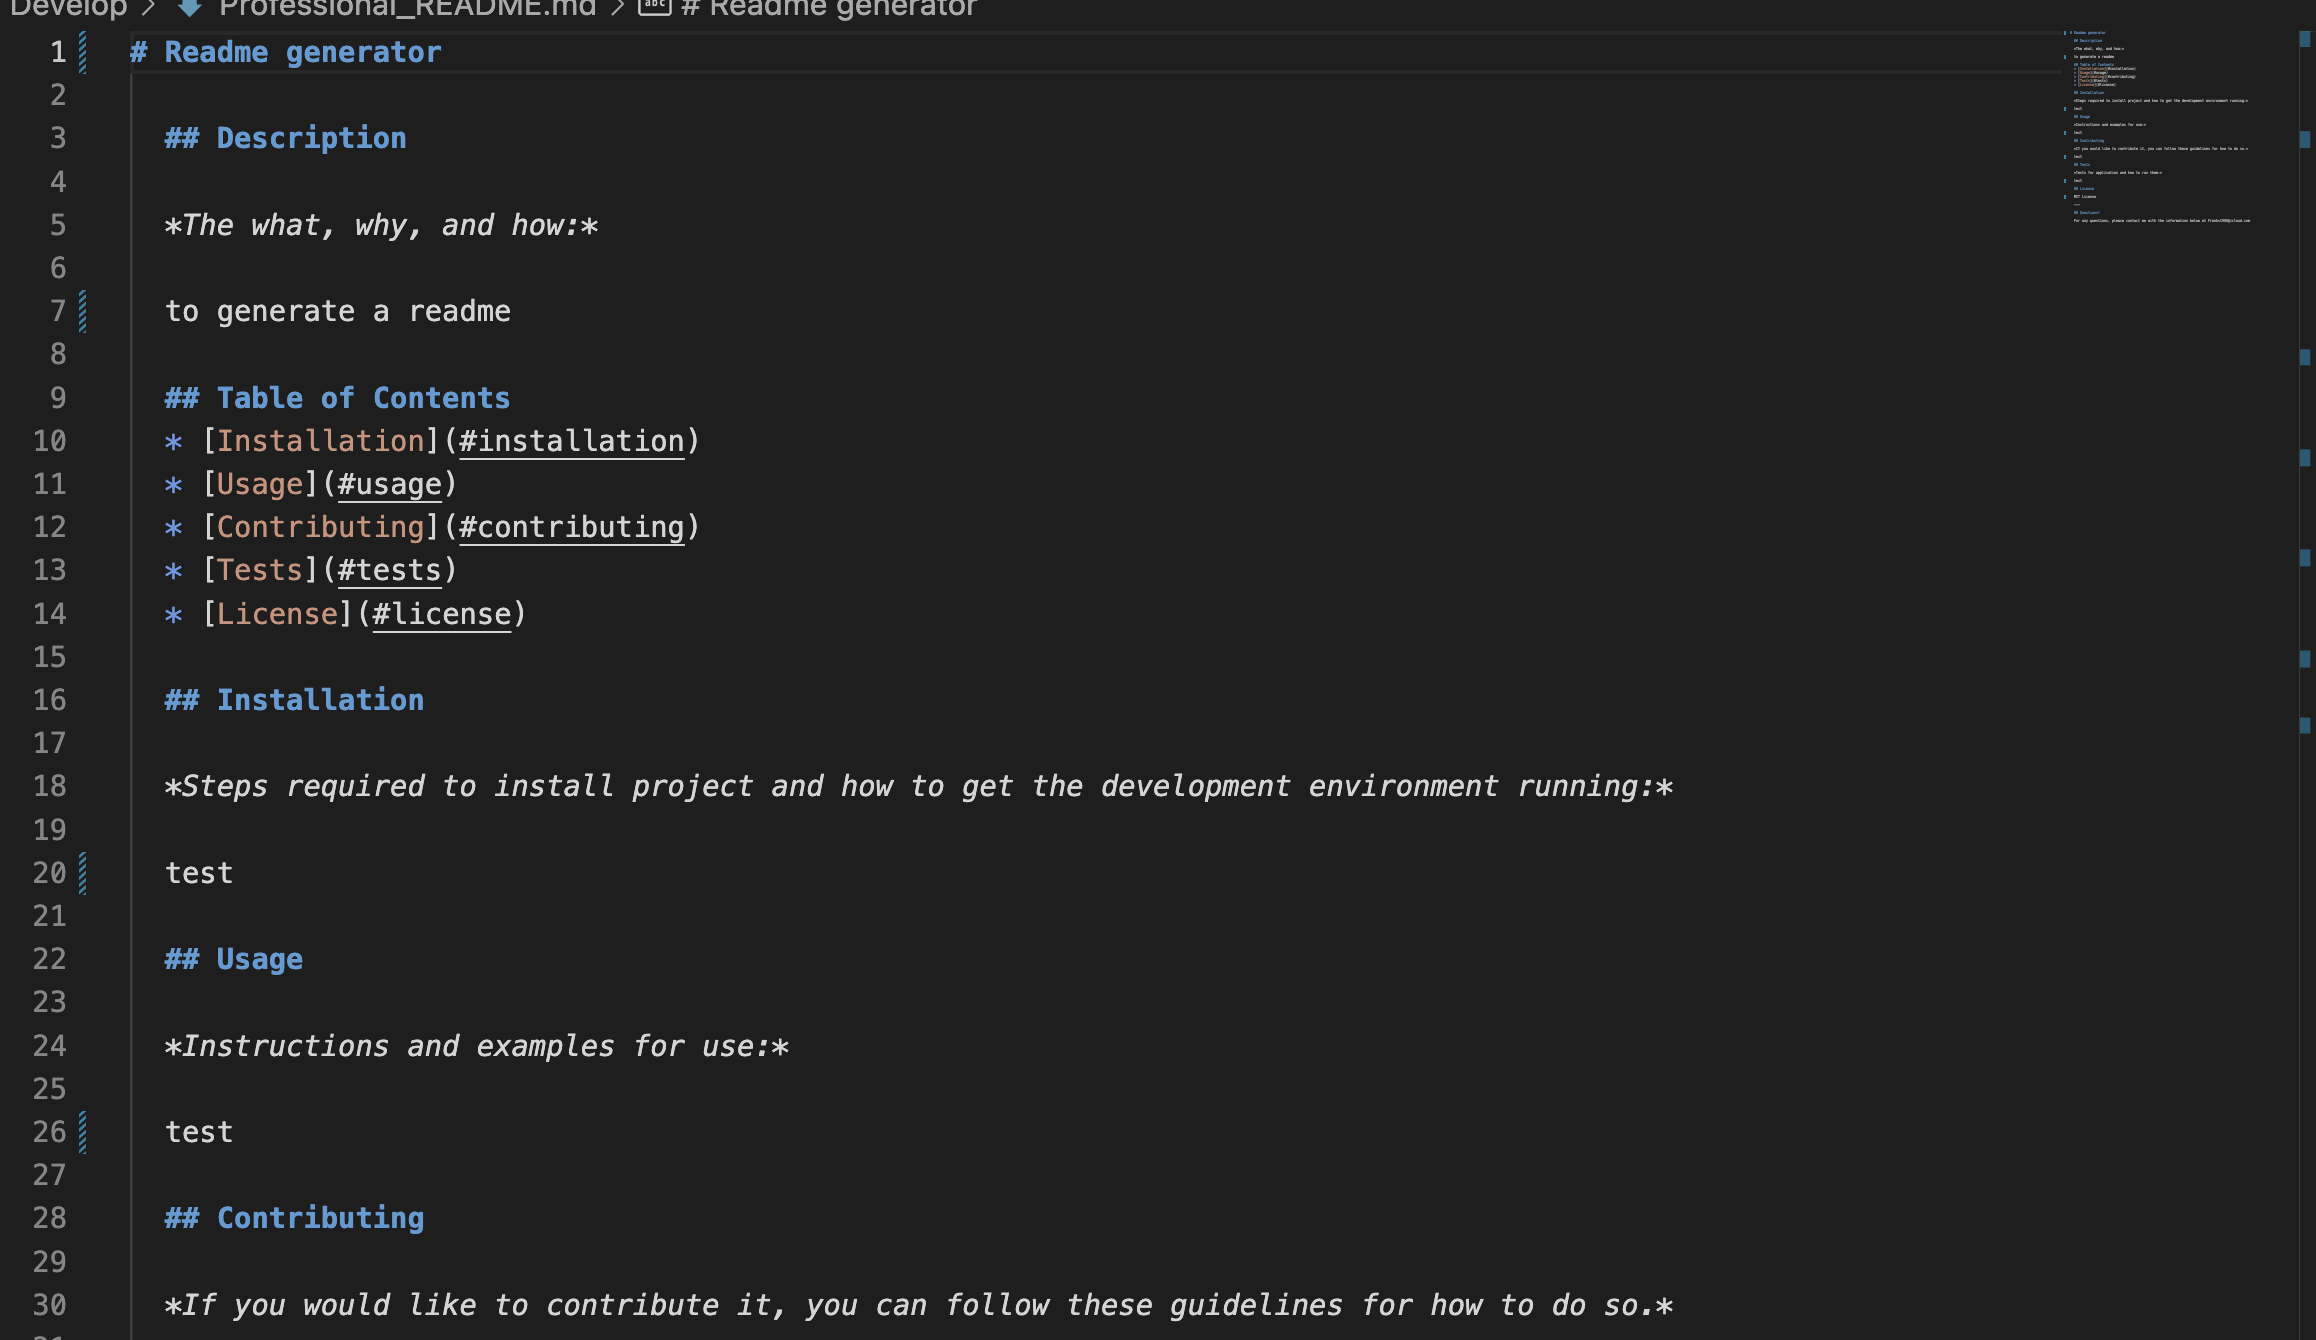 Develop > Professional_README.md > abc # Readme generator
1 # Readme generator
2
3 ## Description
4
5 *The what, why, and how:*
6
7 to generate a readme
8
9 ## Table of Contents
10 * [Installation](#installation)
11 * [Usage](#usage)
12 * [Contributing](#contributing)
13 * [Tests](#tests)
14 * [License](#license)
15
16 ## Installation
17
18 *Steps required to install project and how to get the development environment running:*
19
20 test
21
22 ## Usage
23
24 *Instructions and examples for use:*
25
26 test
27
28 ## Contributing
29
30 *If you would like to contribute it, you can follow these guidelines for how to do so.*